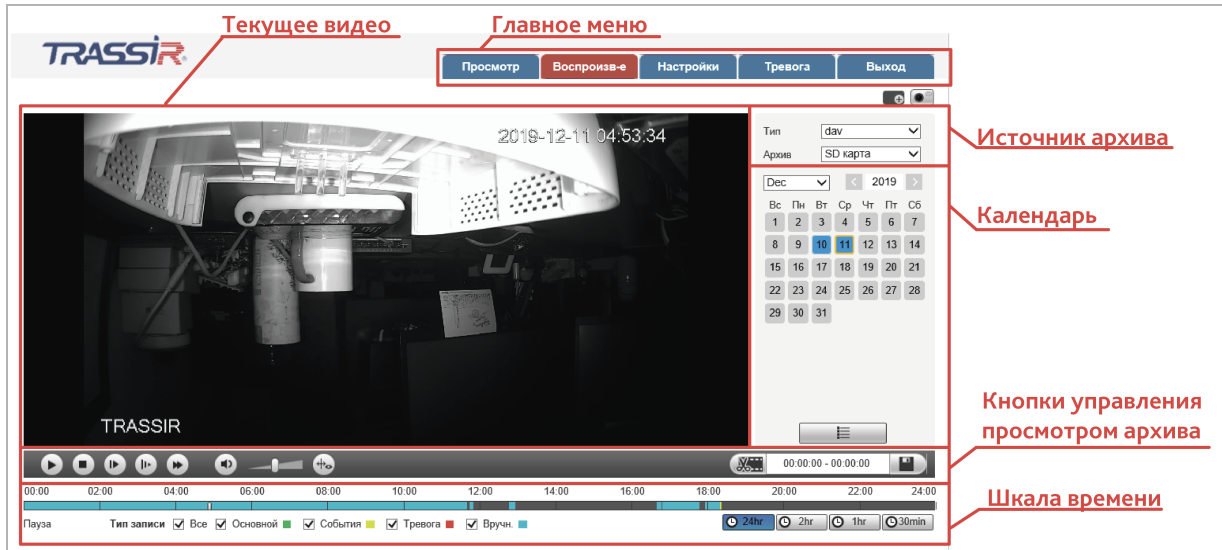 Текущее видео
Главное меню
TRASSIR
Просмотр Воспроизв-е Настройки Тревога Выход
2019-12-11 04:53:34
Тип dav
Архив SD карта
Источник архива
Dec 2019
Вс Пн Вт Ср Чт Пт Сб
1 2 3 4 5 6 7
8 9 10 11 12 13 14
15 16 17 18 19 20 21
22 23 24 25 26 27 28
29 30 31
Календарь
TRASSIR
Кнопки управления
просмотром архива
00:00:00 - 00:00:00
00:00 02:00 04:00 06:00 08:00 10:00 12:00 14:00 16:00 18:00 20:00 22:00 24:00
Шкала времени
Пауза Тип записи Все Основной События Тревога Вручн. 24hr 2hr 1hr 30min